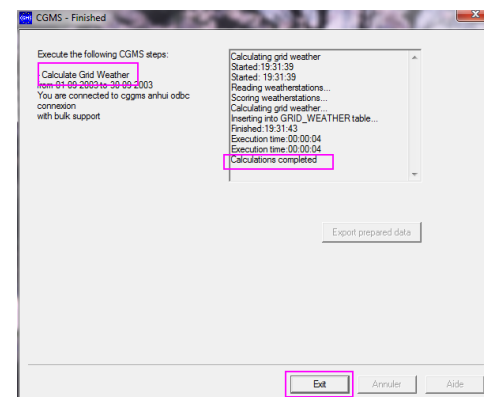 CGMS - Finished
Execute the following CGMS steps:
- Calculate Grid Weather
from 01-09-2003 to 30-09-2003
You are connected to cggms anhui odbc
connexion
with bulk support
Calculating grid weather
Started:19:31:39
Started: 19:31:39
Reading weatherstations...
Scoring weatherstations...
Calculating grid weather...
Inserting into GRID_WEATHER table...
Finished:19:31:43
Execution time:00:00:04
Execution time:00:00:04
Calculations completed
Export prepared data
Exit
Annuler
Aide